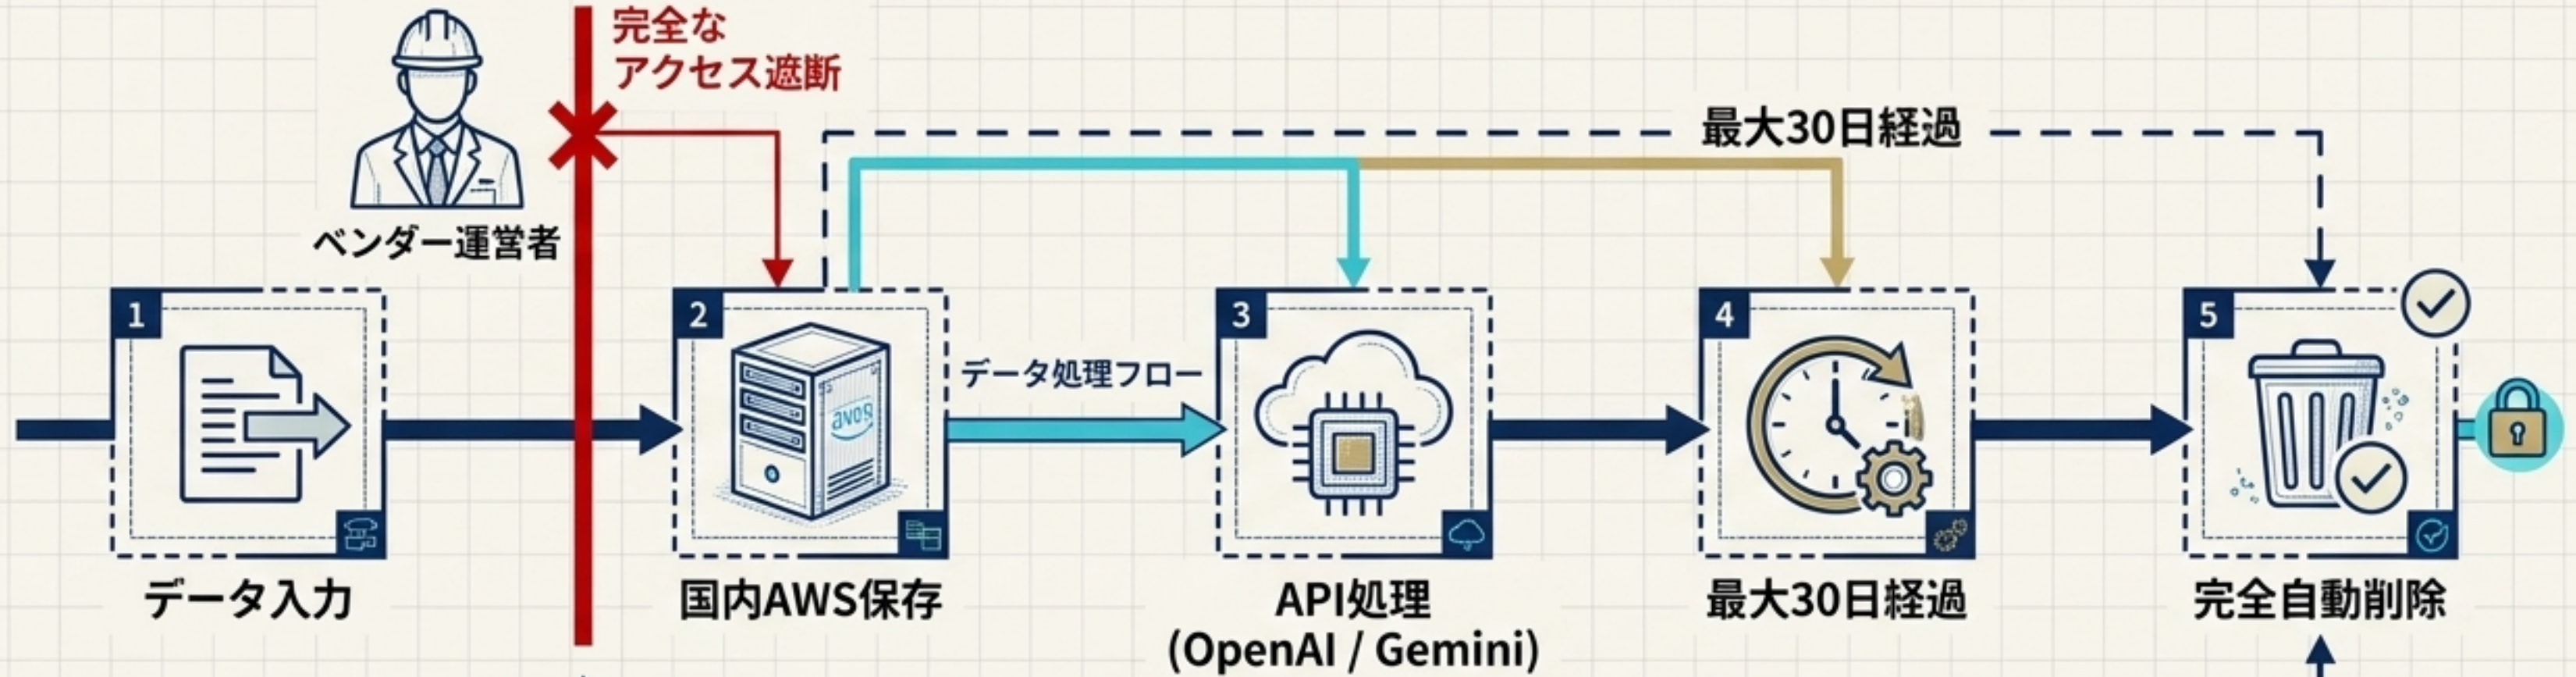 完全な
アクセス遮断
ベンダー運営者
最大30日経過
1
データ入力
2
国内AWS保存
データ処理フロー
3
API処理
(OpenAI / Gemini)
4
最大30日経過
5
完全自動削除